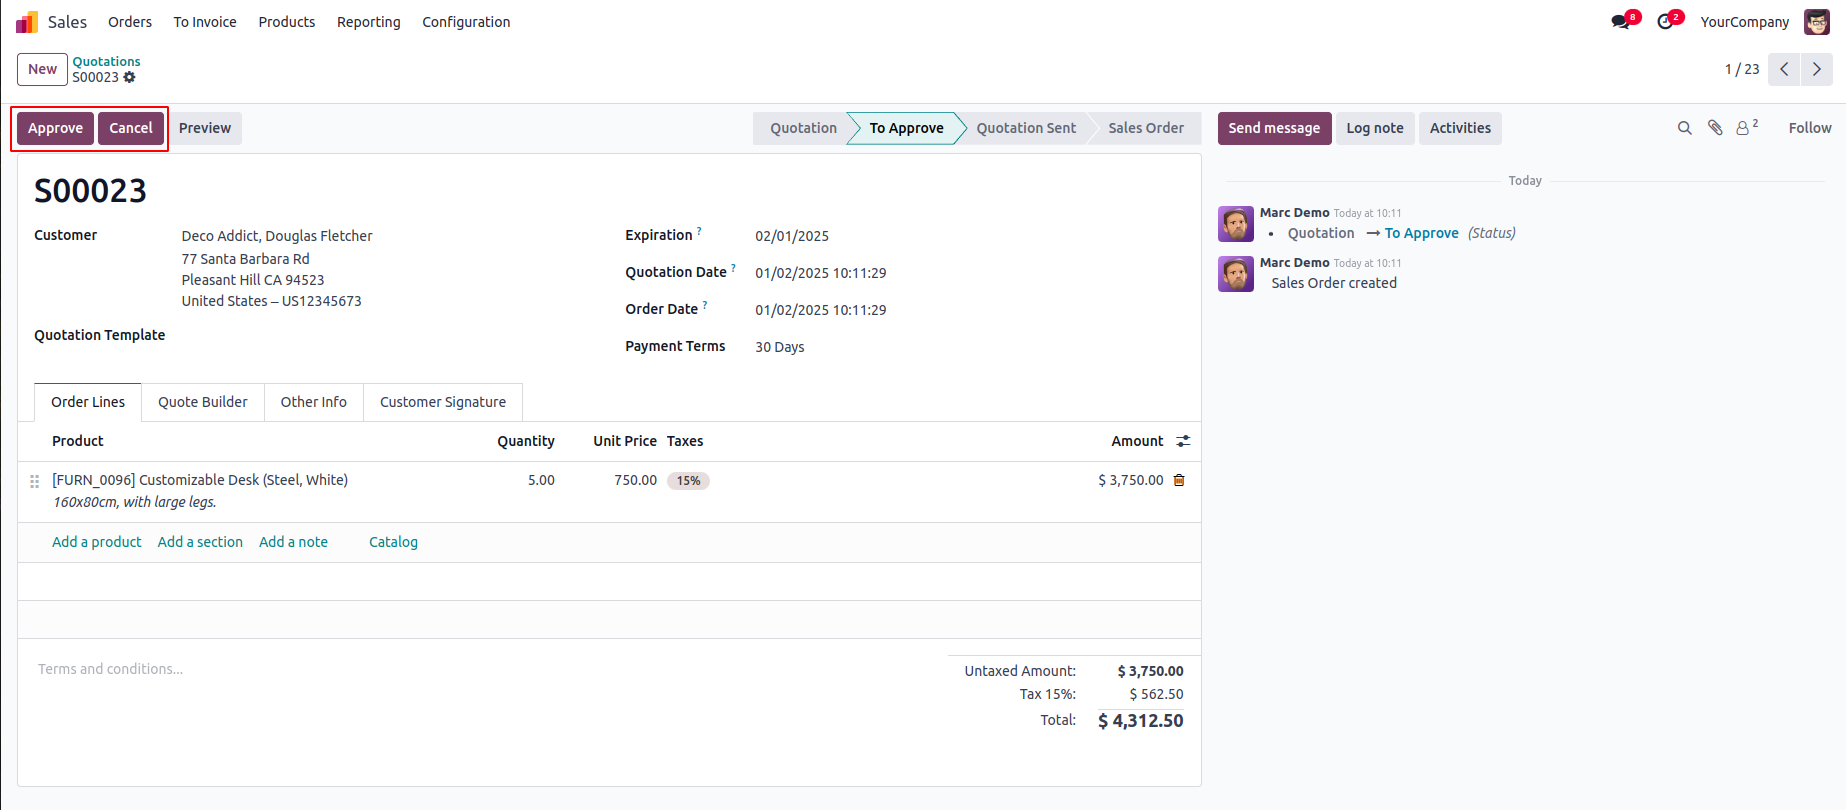 Sales Orders To Invoice Products Reporting Configuration 8 2 YourCompany
New Quotations
S00023
1 / 23
Approve Cancel Preview Quotation To Approve Quotation Sent Sales Order Send message Log note Activities 2 Follow
S00023
Customer Deco Addict, Douglas Fletcher
77 Santa Barbara Rd
Pleasant Hill CA 94523
United States – US12345673
Quotation Template
Expiration ? 02/01/2025
Quotation Date ? 01/02/2025 10:11:29
Order Date ? 01/02/2025 10:11:29
Payment Terms 30 Days
Order Lines Quote Builder Other Info Customer Signature
Product Quantity Unit Price Taxes Amount
[FURN_0096] Customizable Desk (Steel, White) 5.00 750.00 15% $ 3,750.00
160x80cm, with large legs.
Add a product Add a section Add a note Catalog
Terms and conditions...
Untaxed Amount: $ 3,750.00
Tax 15%: $ 562.50
Total: $ 4,312.50
Today
Marc Demo Today at 10:11
• Quotation → To Approve (Status)
Marc Demo Today at 10:11
Sales Order created